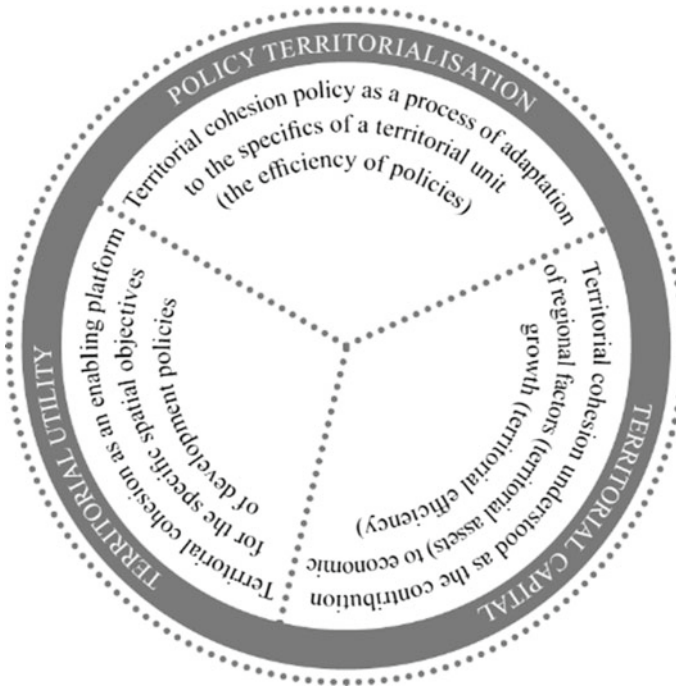 POLICY TERRITORIALISATION
Territorial cohesion policy as a process of adaptation
to the specifics of a territorial unit
(the efficiency of policies)
TERRITORIAL CAPITAL
Territorial cohesion understood as the contribution
of regional factors (territorial assets) to economic
growth (territorial efficiency)
TERRITORIAL UTILITY
Territorial cohesion as an enabling platform
for the specific spatial objectives
of development policies